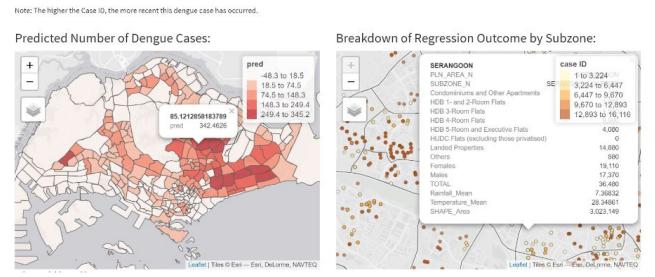 Note: The higher the Case ID, the more recent this dengue case has occurred.
Predicted Number of Dengue Cases:
+
−
pred
-48.3 to 18.5
18.5 to 74.5
74.5 to 148.3
148.3 to 249.4
249.4 to 345.2
85.1212858183789
pred 342.4626
Leaflet | Tiles © Esri — Esri, DeLorme, NAVTEQ
Breakdown of Regression Outcome by Subzone:
+
−
SERANGOON
PLN_AREA_N
SUBZONE_N SE
Condominiums and Other Apartments
HDB 1- and 2-Room Flats
HDB 3-Room Flats
HDB 4-Room Flats
HDB 5-Room and Executive Flats 4,080
HUDC Flats (excluding those privatised) 0
Landed Properties 14,880
Others 580
Females 19,110
Males 17,370
TOTAL 36,480
Rainfall_Mean 7.36832
Temperature_Mean 28.34861
SHAPE_Area 3,023,149
case ID
1 to 3,224
3,224 to 6,447
6,447 to 9,670
9,670 to 12,893
12,893 to 16,116
Leaflet | Tiles © Esri — Esri, DeLorme, NAVTEQ